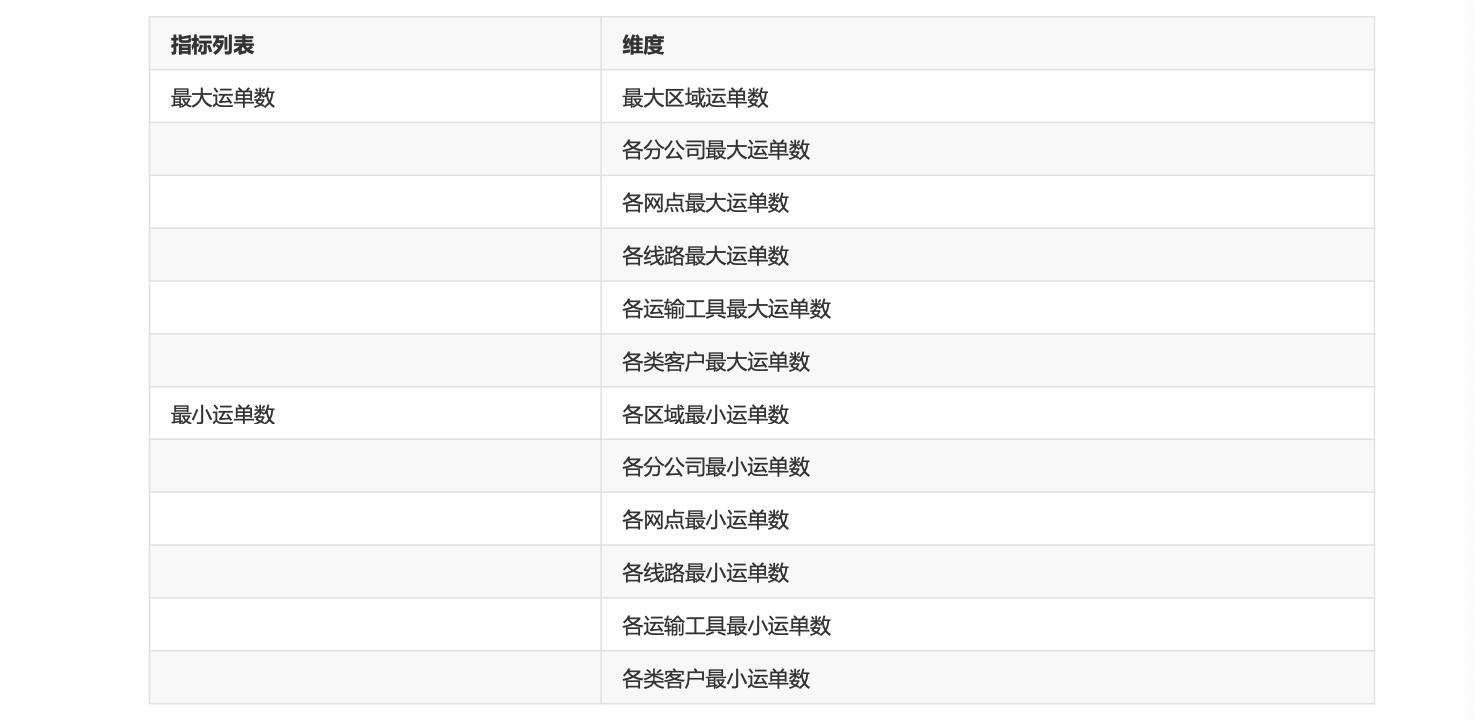 指标列表 维度
最大运单数 最大区域运单数
各分公司最大运单数
各网点最大运单数
各线路最大运单数
各运输工具最大运单数
各类客户最大运单数
最小运单数 各区域最小运单数
各分公司最小运单数
各网点最小运单数
各线路最小运单数
各运输工具最小运单数
各类客户最小运单数